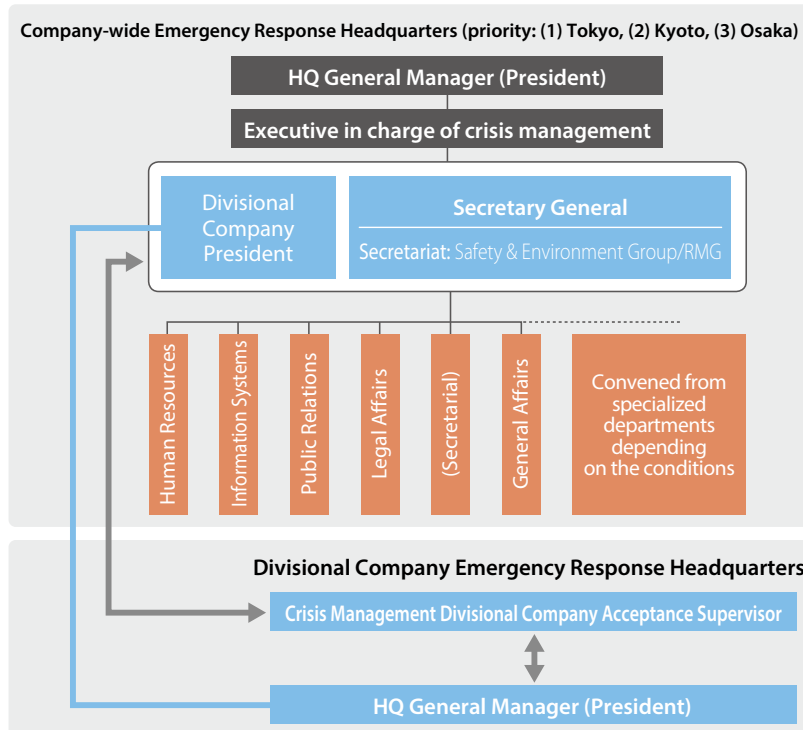 Company-wide Emergency Response Headquarters (priority: (1) Tokyo, (2) Kyoto, (3) Osaka)
HQ General Manager (President)
Executive in charge of crisis management
Divisional
Company
President
Secretary General
Secretariat: Safety & Environment Group/RMG
Human Resources
Information Systems
Public Relations
Legal Affairs
(Secretarial)
General Affairs
Convened from
specialized
departments
depending
on the conditions
Divisional Company Emergency Response Headquarters
Crisis Management Divisional Company Acceptance Supervisor
HQ General Manager (President)